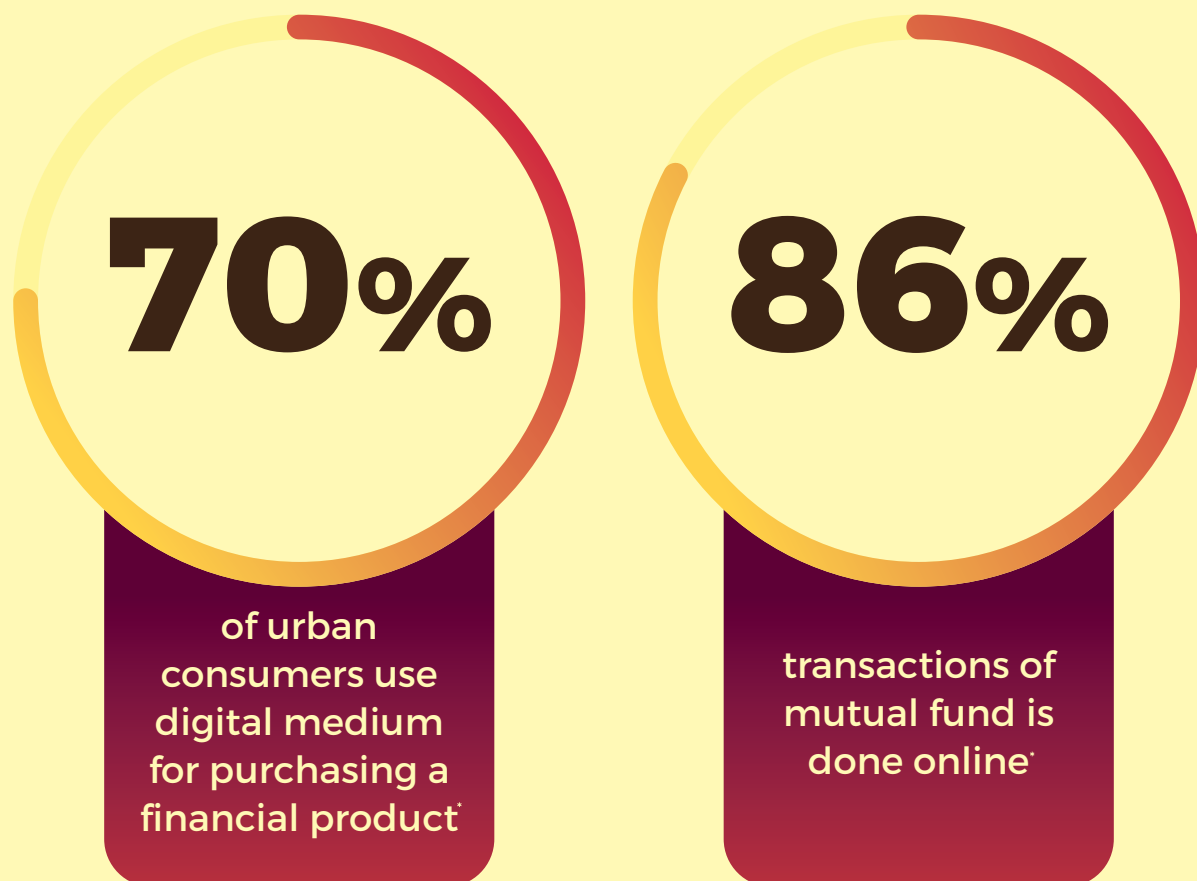 70%
of urban
consumers use
digital medium
for purchasing a
financial product*
86%
transactions of
mutual fund is
done online*